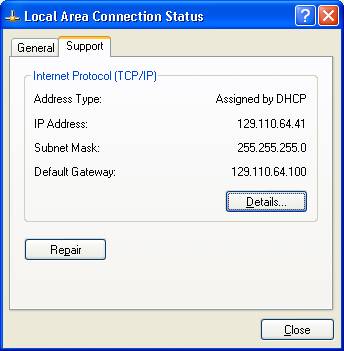 Local Area Connection Status
General Support
Internet Protocol (TCP/IP)
Address Type: Assigned by DHCP
IP Address: 129.110.64.41
Subnet Mask: 255.255.255.0
Default Gateway: 129.110.64.100
Details...
Repair
Close